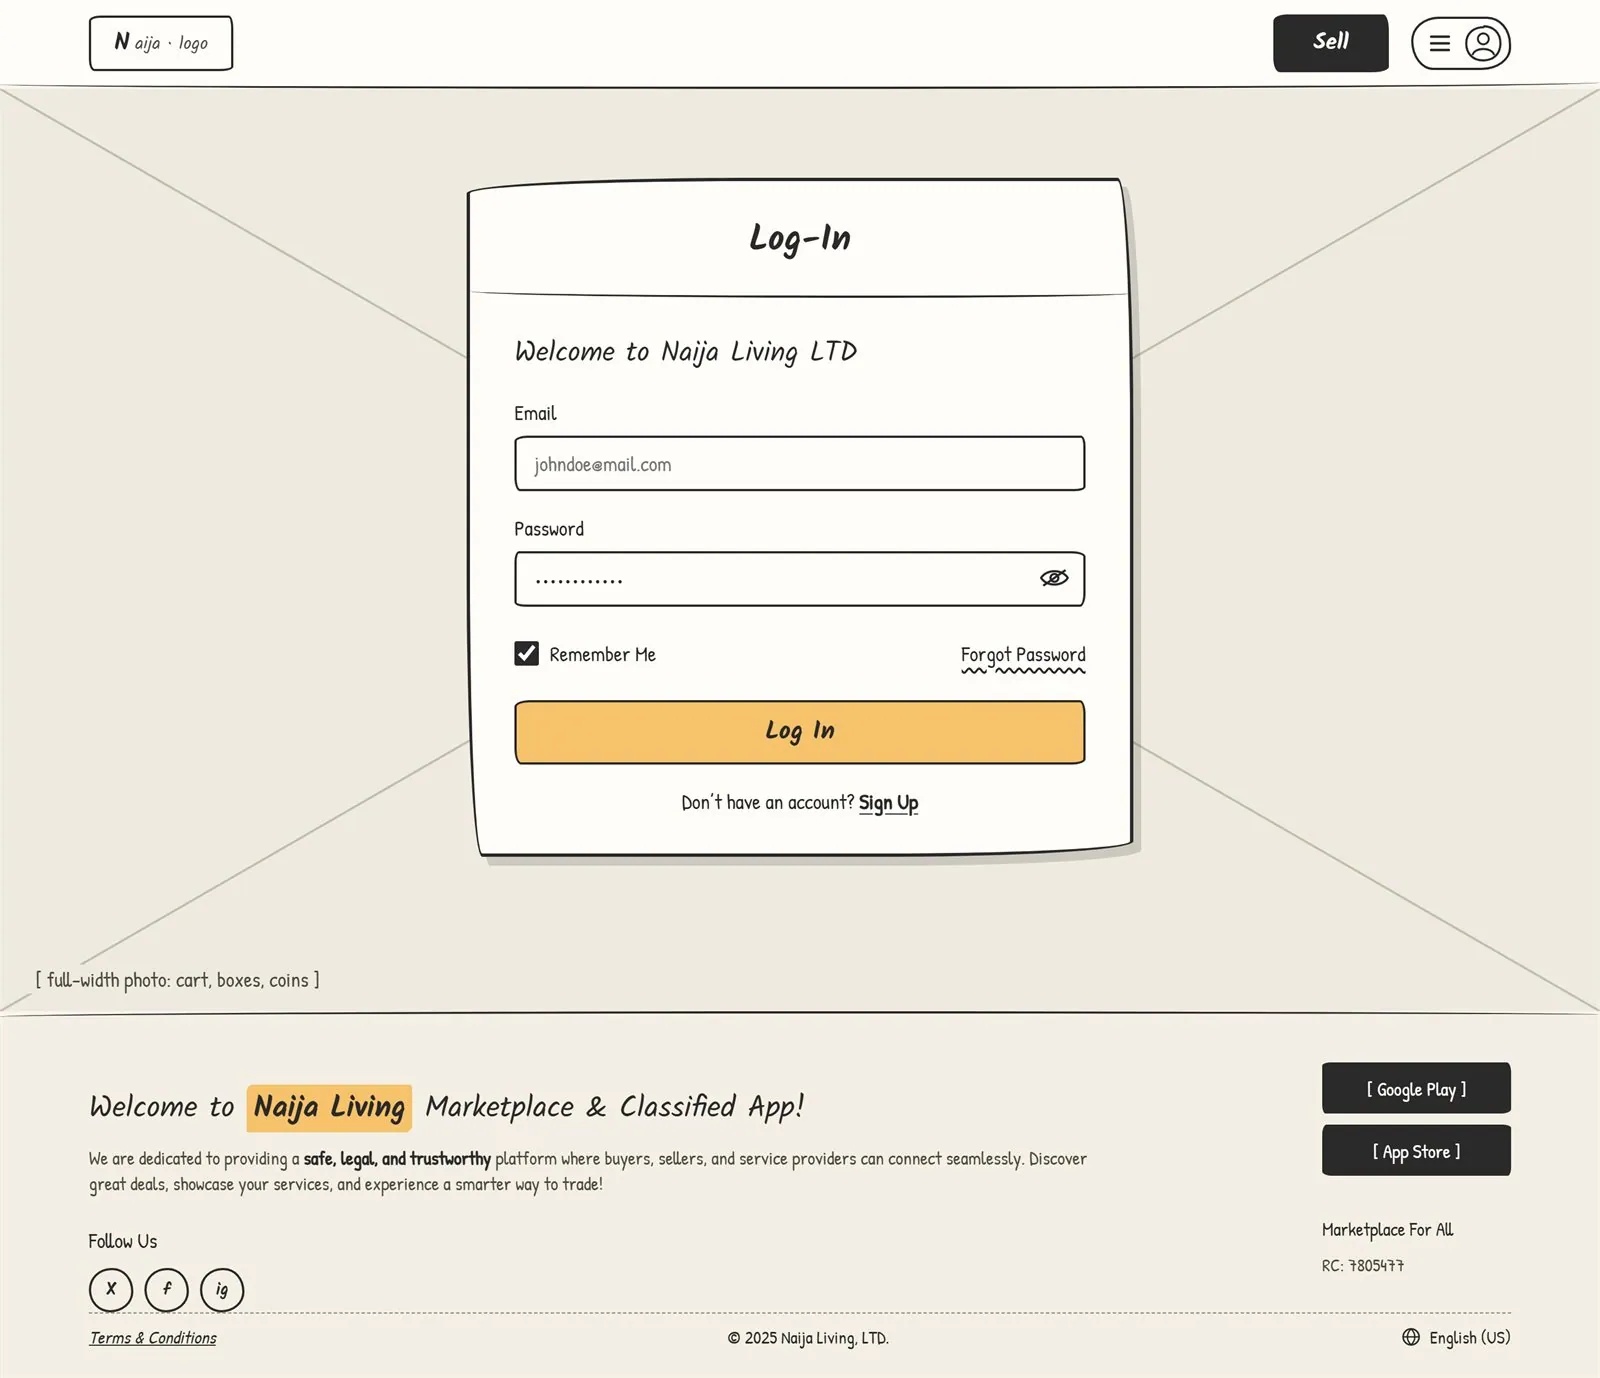 N aija · logo
Sell
Log-In
Welcome to Naija Living LTD
Email
johndoe@mail.com
Password
Remember Me
Forgot Password
Log In
Don't have an account? Sign Up
[ full-width photo: cart, boxes, coins ]
Welcome to Naija Living Marketplace & Classified App!
We are dedicated to providing a safe, legal, and trustworthy platform where buyers, sellers, and service providers can connect seamlessly. Discover
great deals, showcase your services, and experience a smarter way to trade!
Follow Us
X f ig
[ Google Play ]
[ App Store ]
Marketplace For All
RC: 7805477
Terms & Conditions
© 2025 Naija Living, LTD.
English (US)